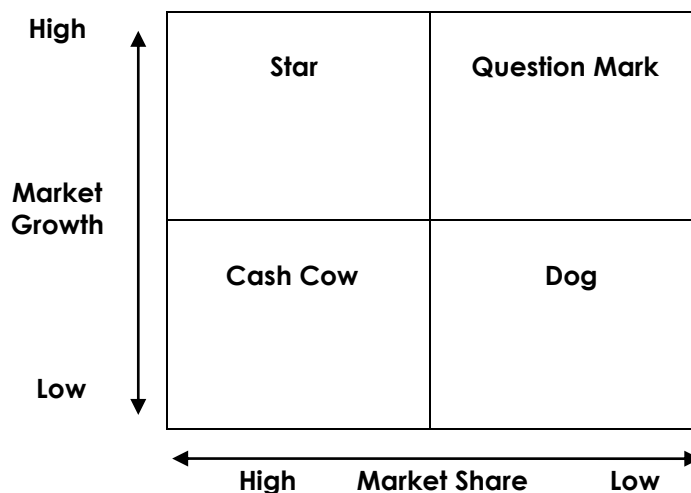 High
Star
Question Mark
Market
Growth
Cash Cow
Dog
Low
High
Market Share
Low